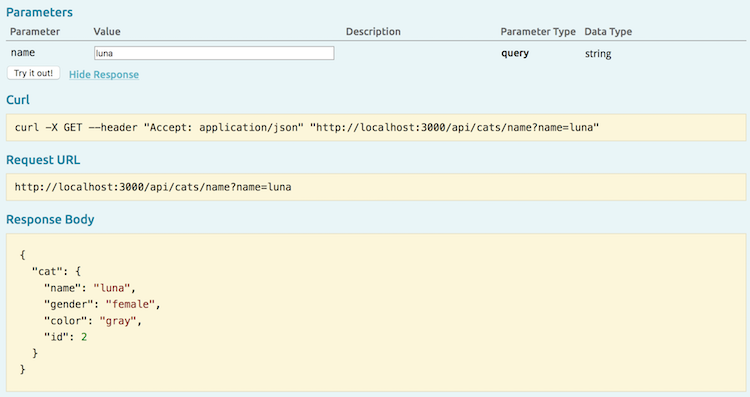 Parameters
Parameter Value Description Parameter Type Data Type
name luna query string
Try it out! Hide Response
Curl
curl -X GET --header "Accept: application/json" "http://localhost:3000/api/cats/name?name=luna"
Request URL
http://localhost:3000/api/cats/name?name=luna
Response Body
{
  "cat": {
    "name": "luna",
    "gender": "female",
    "color": "gray",
    "id": 2
  }
}